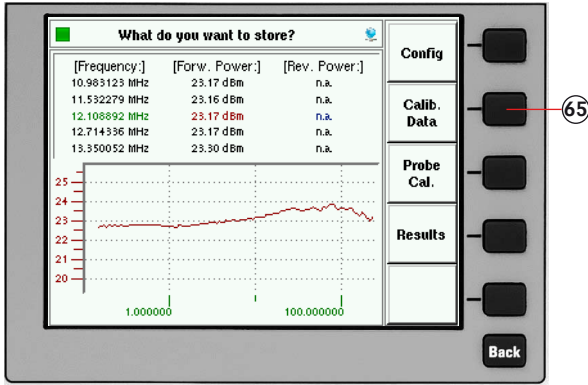 What do you want to store?
[Frequency:] [Forw. Power:] [Rev. Power:]
10.983123 MHz 23.17 dBm n.a.
11.532279 MHz 23.16 dBm n.a.
12.108892 MHz 23.17 dBm n.a.
12.714336 MHz 23.17 dBm n.a.
13.350052 MHz 23.30 dBm n.a.
25
24
23
22
21
20
1.000000 100.000000
Config
Calib.
Data
Probe
Cal.
Results
65
Back